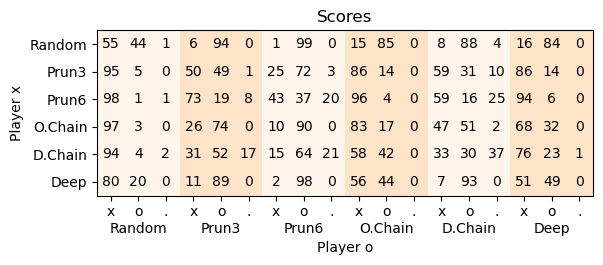 Scores
Random 55 44 1 6 94 0 1 99 0 15 85 0 8 88 4 16 84 0
Prun3 95 5 0 50 49 1 25 72 3 86 14 0 59 31 10 86 14 0
Prun6 98 1 1 73 19 8 43 37 20 96 4 0 59 16 25 94 6 0
O.Chain 97 3 0 26 74 0 10 90 0 83 17 0 47 51 2 68 32 0
D.Chain 94 4 2 31 52 17 15 64 21 58 42 0 33 30 37 76 23 1
Deep 80 20 0 11 89 0 2 98 0 56 44 0 7 93 0 51 49 0
Player x
x o . x o . x o . x o . x o . x o .
Random Prun3 Prun6 O.Chain D.Chain Deep
Player o